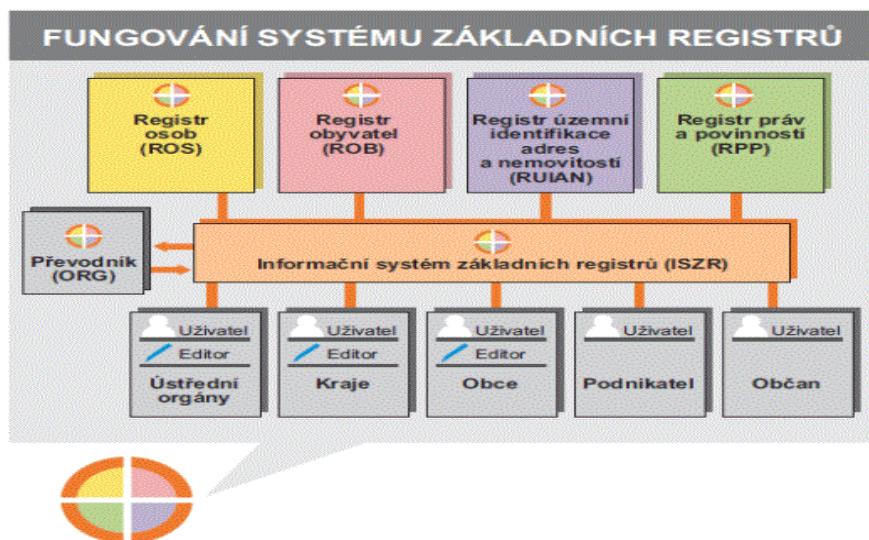 FUNGOVÁNÍ SYSTÉMU ZÁKLADNÍCH REGISTRŮ
Registr
osob
(ROS)
Registr
obyvatel
(ROB)
Registr územní
identifikace
adres
a nemovitostí
(RUIAN)
Registr práv
a povinností
(RPP)
Převodník
(ORG)
Informační systém základních registrů (ISZR)
Uživatel
Editor
Ústřední
orgány
Uživatel
Editor
Kraje
Uživatel
Editor
Obce
Uživatel
Podnikatel
Uživatel
Občan